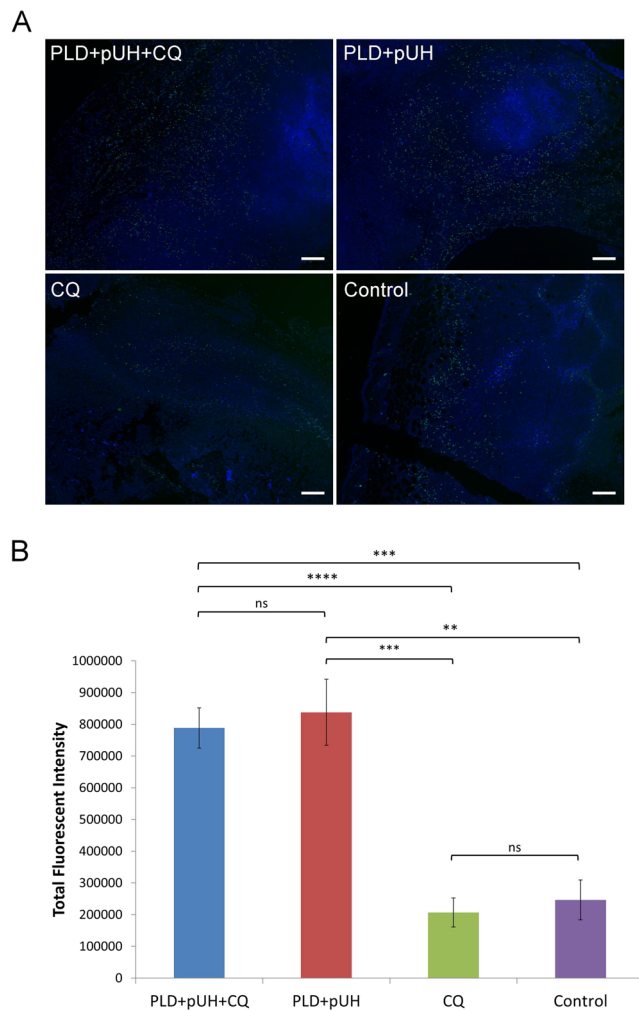 A
PLD+pUH+CQ
PLD+pUH
CQ
Control
B
***
****
ns
**
***
ns
Total Fluorescent Intensity
1000000
900000
800000
700000
600000
500000
400000
300000
200000
100000
0
PLD+pUH+CQ
PLD+pUH
CQ
Control